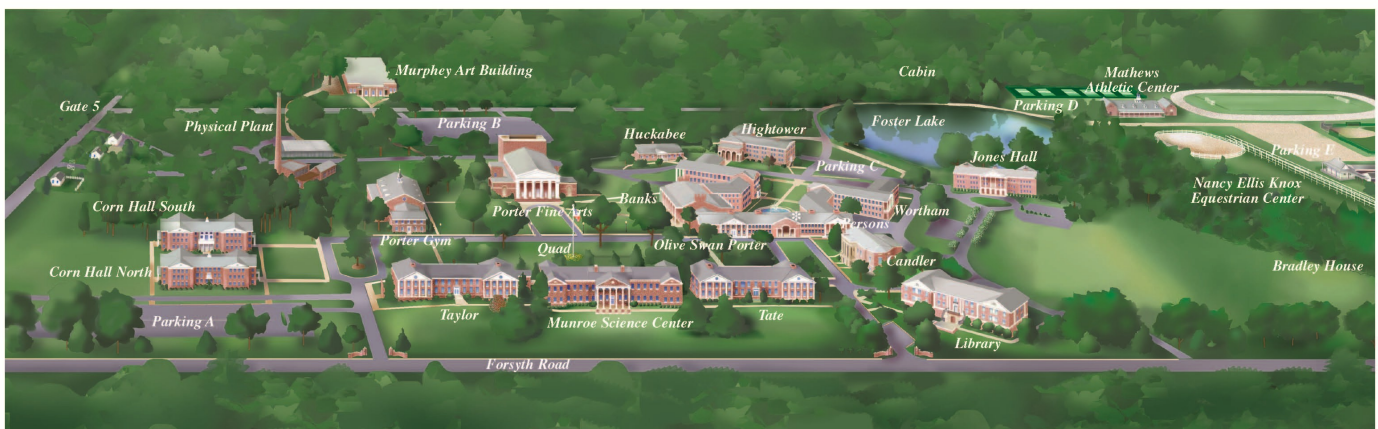 Murphey Art Building
Cabin
Mathews
Athletic Center
Gate 5
Parking D
Physical Plant
Parking B
Foster Lake
Huckabee
Hightower
Parking E
Jones Hall
Parking C
Nancy Ellis Knox
Equestrian Center
Corn Hall South
Banks
Porter Fine Arts
Wortham
*
Persons
Porter Gym
Quad
Olive Swan Porter
Candler
Corn Hall North
Bradley House
Parking A
Taylor
Munroe Science Center
Tate
Library
Forsyth Road